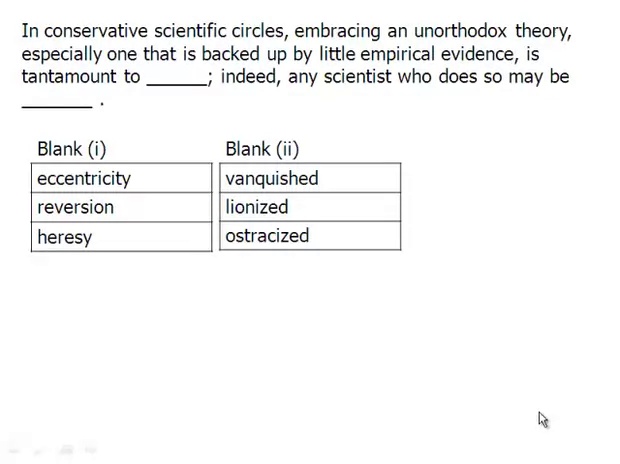 In conservative scientific circles, embracing an unorthodox theory,
especially one that is backed up by little empirical evidence, is
tantamount to ______; indeed, any scientist who does so may be
_______ .
Blank (i) Blank (ii)
eccentricity vanquished
reversion lionized
heresy ostracized